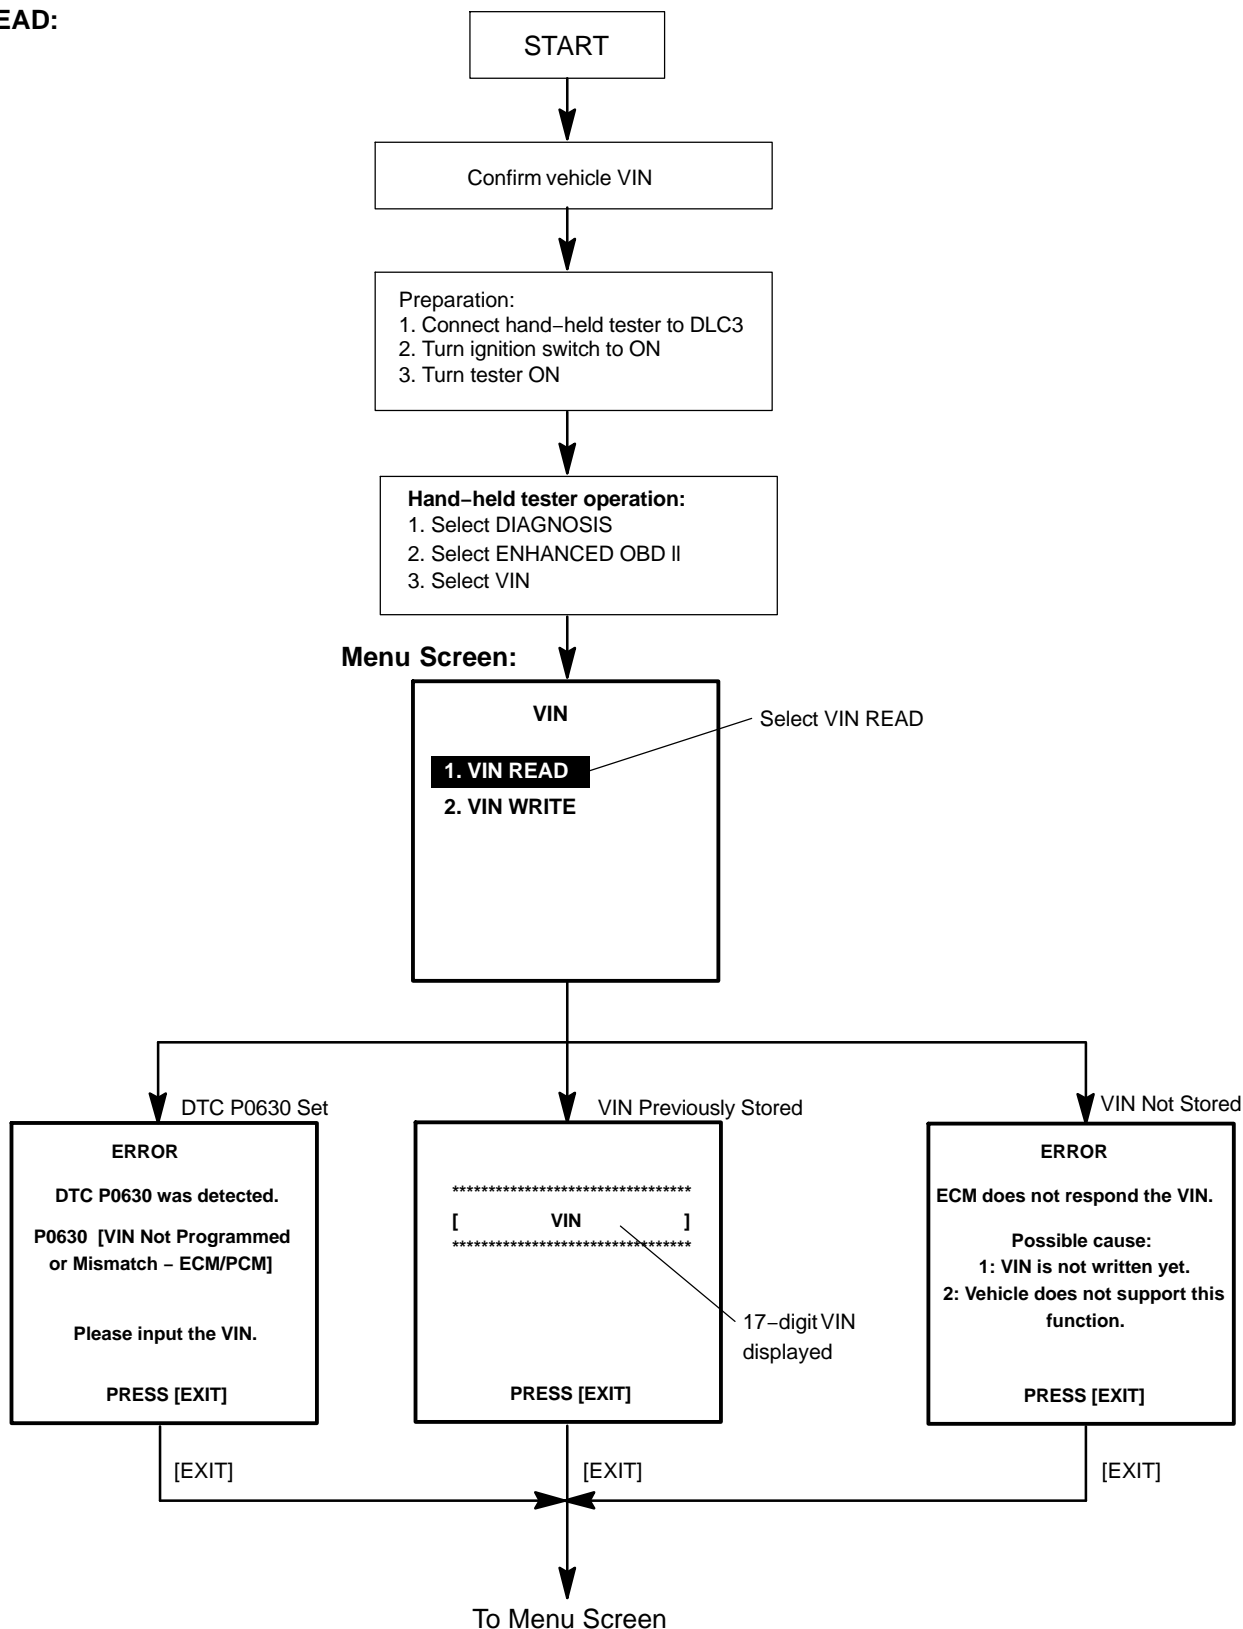 EAD:
START
Confirm vehicle VIN
Preparation:
1. Connect hand−held tester to DLC3
2. Turn ignition switch to ON
3. Turn tester ON
Hand−held tester operation:
1. Select DIAGNOSIS
2. Select ENHANCED OBD II
3. Select VIN
Menu Screen:
VIN
Select VIN READ
1. VIN READ
2. VIN WRITE
DTC P0630 Set
ERROR
DTC P0630 was detected.
P0630 [VIN Not Programmed
or Mismatch − ECM/PCM]
Please input the VIN.
PRESS [EXIT]
[EXIT]
VIN Previously Stored
*********************************
[ VIN ]
*********************************
17−digit VIN
displayed
PRESS [EXIT]
[EXIT]
VIN Not Stored
ERROR
ECM does not respond the VIN.
Possible cause:
1: VIN is not written yet.
2: Vehicle does not support this
function.
PRESS [EXIT]
[EXIT]
To Menu Screen